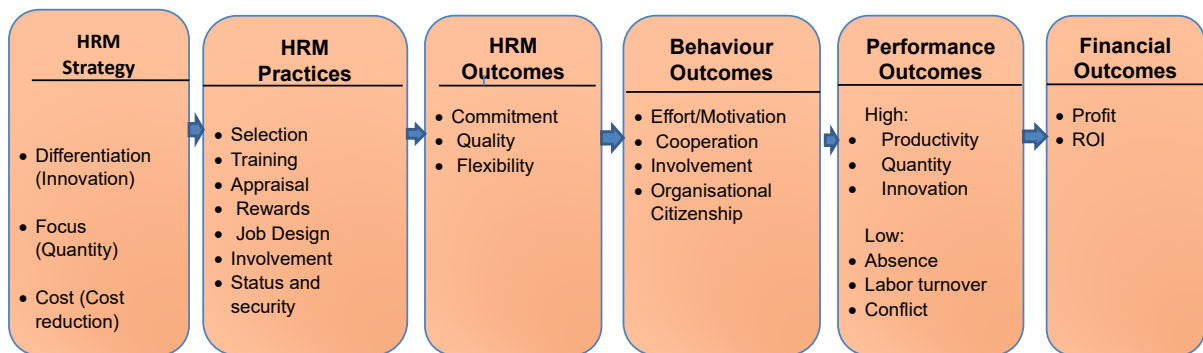 HRM
Strategy
• Differentiation
(Innovation)
• Focus
(Quantity)
• Cost (Cost
reduction)
HRM
Practices
• Selection
• Training
• Appraisal
• Rewards
• Job Design
• Involvement
• Status and
security
HRM
Outcomes
• Commitment
• Quality
• Flexibility
Behaviour
Outcomes
• Effort/Motivation
• Cooperation
• Involvement
• Organisational
Citizenship
Performance
Outcomes
High:
• Productivity
• Quantity
• Innovation
Low:
• Absence
• Labor turnover
• Conflict
Financial
Outcomes
• Profit
• ROI